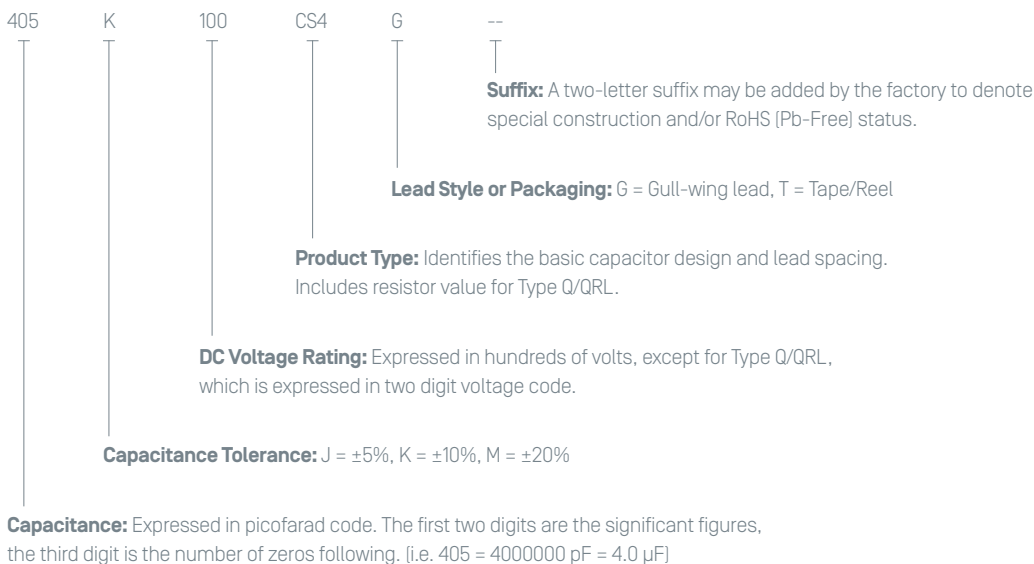 405 K 100 CS4 G --
Suffix: A two-letter suffix may be added by the factory to denote
special construction and/or RoHS (Pb-Free) status.
Lead Style or Packaging: G = Gull-wing lead, T = Tape/Reel
Product Type: Identifies the basic capacitor design and lead spacing.
Includes resistor value for Type Q/QRL.
DC Voltage Rating: Expressed in hundreds of volts, except for Type Q/QRL,
which is expressed in two digit voltage code.
Capacitance Tolerance: J = ±5%, K = ±10%, M = ±20%
Capacitance: Expressed in picofarad code. The first two digits are the significant figures,
the third digit is the number of zeros following. (i.e. 405 = 4000000 pF = 4.0 µF)